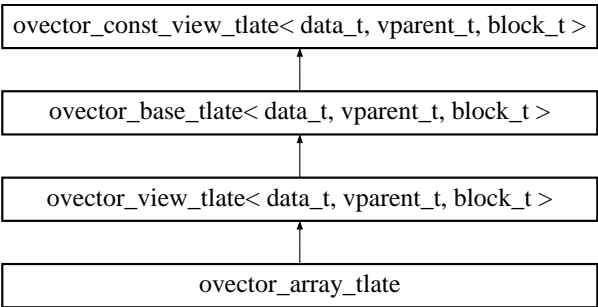 ovector_const_view_tlate< data_t, vparent_t, block_t >
ovector_base_tlate< data_t, vparent_t, block_t >
ovector_view_tlate< data_t, vparent_t, block_t >
ovector_array_tlate